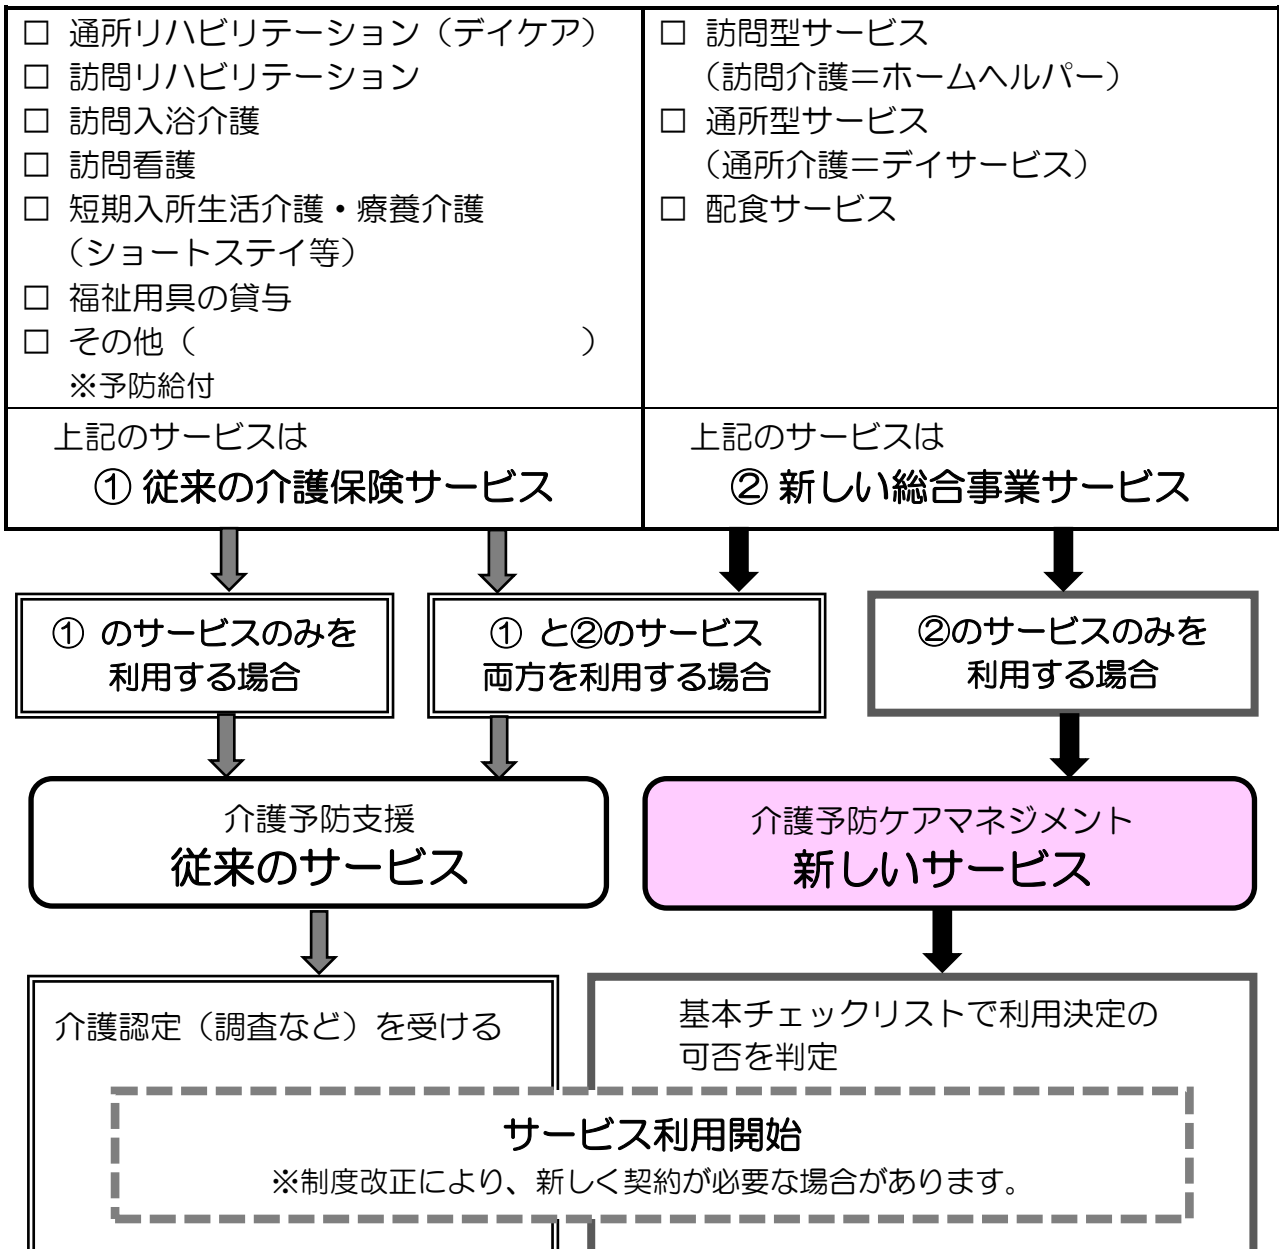 □ 通所リハビリテーション（デイケア）
□ 訪問リハビリテーション
□ 訪問入浴介護
□ 訪問看護
□ 短期入所生活介護・療養介護
（ショートステイ等）
□ 福祉用具の貸与
□ その他（　　　　　　　　　　　　）
※予防給付
□ 訪問型サービス
（訪問介護＝ホームヘルパー）
□ 通所型サービス
（通所介護＝デイサービス）
□ 配食サービス
上記のサービスは
① 従来の介護保険サービス
上記のサービスは
② 新しい総合事業サービス
① のサービスのみを
利用する場合
① と②のサービス
両方を利用する場合
②のサービスのみを
利用する場合
介護予防支援
従来のサービス
介護予防ケアマネジメント
新しいサービス
介護認定（調査など）を受ける
基本チェックリストで利用決定の
可否を判定
サービス利用開始
※制度改正により、新しく契約が必要な場合があります。